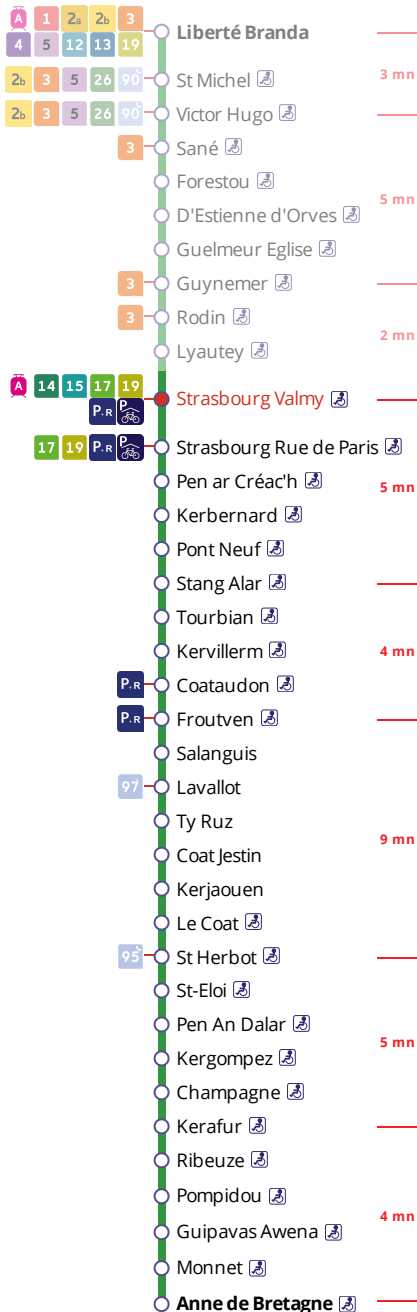 A 1 2a 2b 3
4 5 12 13 19
Liberté Branda
3 mn
2b 3 5 26 90
St Michel
2b 3 5 26 90
Victor Hugo
3 Sané
Forestou
5 mn
D'Estienne d'Orves
Guelmeur Eglise
3 Guynemer
3 Rodin
2 mn
Lyautey
A 14 15 17 19
Strasbourg Valmy
P.R P
17 19 P.R P
Strasbourg Rue de Paris
Pen ar Créac'h
5 mn
Kerbernard
Pont Neuf
Stang Alar
Tourbian
Kervillerm
4 mn
P.R Coataudon
P.R Froutven
Salanguis
97 Lavallot
Ty Ruz
9 mn
Coat Jestin
Kerjaouen
Le Coat
95 St Herbot
St-Eloi
Pen An Dalar
5 mn
Kergompez
Champagne
Kerafur
Ribeuze
Pompidou
4 mn
Guipavas Awena
Monnet
Anne de Bretagne